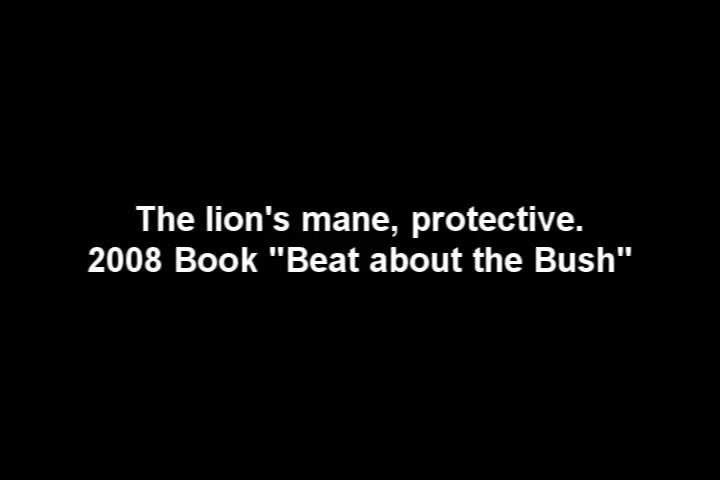 The lion's mane, protective.
2008 Book "Beat about the Bush"